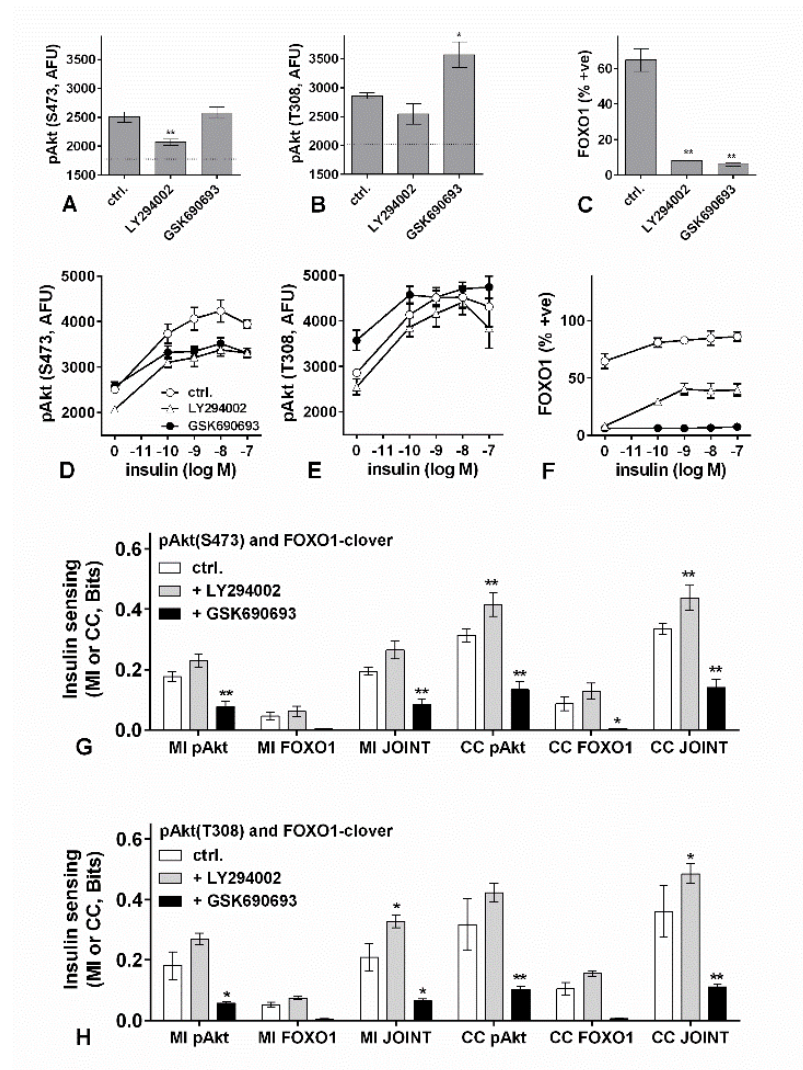 3500
3000
2500
2000
1500
pAkt (S473, AFU)
**
ctrl.
LY294002
GSK690693
A
3500
3000
2500
2000
1500
pAkt (T308, AFU)
*
ctrl.
LY294002
GSK690693
B
60
40
20
0
FOXO1 (% +ve)
**
**
ctrl.
LY294002
GSK690693
C
5000
4000
3000
2000
pAkt (S473, AFU)
ctrl.
LY294002
GSK690693
0 -11 -10 -9 -8 -7
insulin (log M)
D
5000
4000
3000
2000
pAkt (T308, AFU)
0 -11 -10 -9 -8 -7
insulin (log M)
E
100
50
0
FOXO1 (% +ve)
0 -11 -10 -9 -8 -7
insulin (log M)
F
pAkt(S473) and FOXO1-clover
ctrl.
+ LY294002
+ GSK690693
0.6
0.4
0.2
0.0
Insulin sensing
(MI or CC, Bits)
** ** ** ** * ** **
MI pAkt MI FOXO1 MI JOINT CC pAkt CC FOXO1 CC JOINT
G
pAkt(T308) and FOXO1-clover
ctrl.
+ LY294002
+ GSK690693
0.6
0.4
0.2
0.0
Insulin sensing
(MI or CC, Bits)
* * * ** * **
MI pAkt MI FOXO1 MI JOINT CC pAkt CC FOXO1 CC JOINT
H